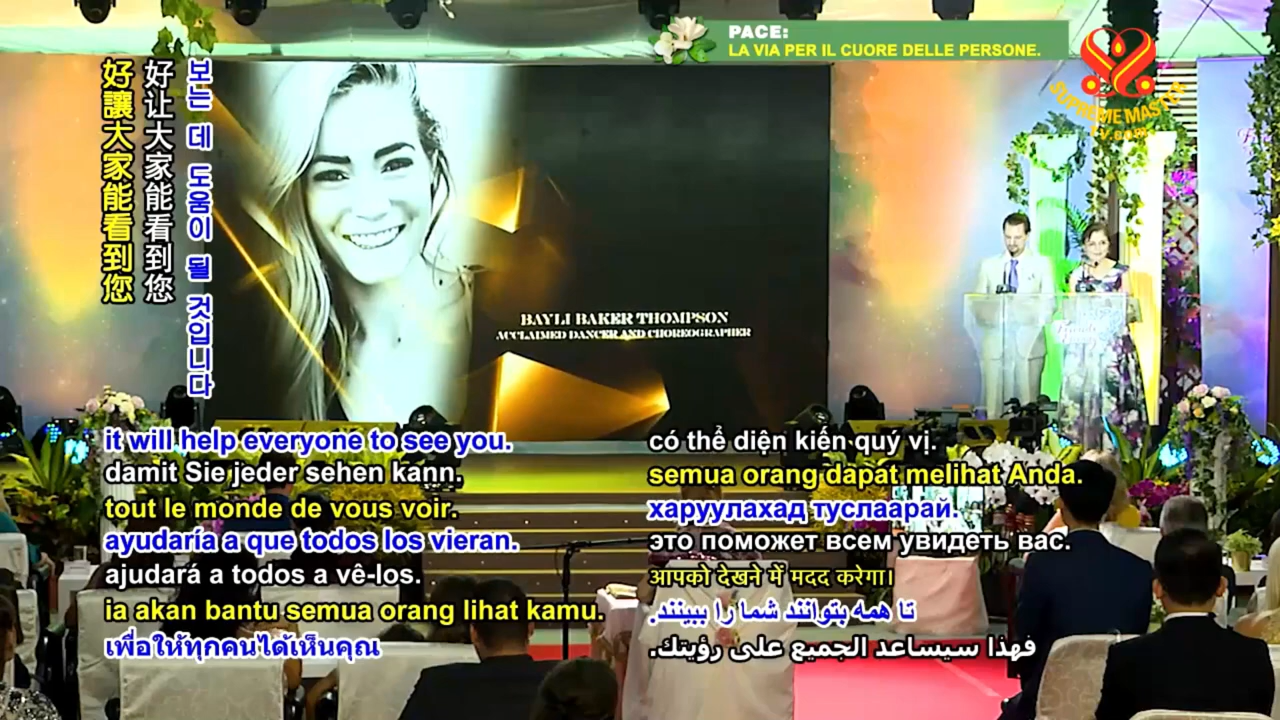 PACE:
LA VIA PER IL CUORE DELLE PERSONE.
SUPREME MASTER
TV.com
보는 데 도움이 될 것입니다
好让大家能看到您
好讓大家能看到您
BAYLI BAKER THOMPSON
ACCLAIMED DANCER AND CHOREOGRAPHER
it will help everyone to see you.
damit Sie jeder sehen kann.
tout le monde de vous voir.
ayudaría a que todos los vieran.
ajudará a todos a vê-los.
ia akan bantu semua orang lihat kamu.
เพื่อให้ทุกคนได้เห็นคุณ
có thể diện kiến quý vị.
semua orang dapat melihat Anda.
харуулахад туслаарай.
это поможет всем увидеть вас.
आपको देखने में मदद करेगा।
تا همه بتوانند شما را ببینند.
فهذا سيساعد الجميع على رؤيتك.